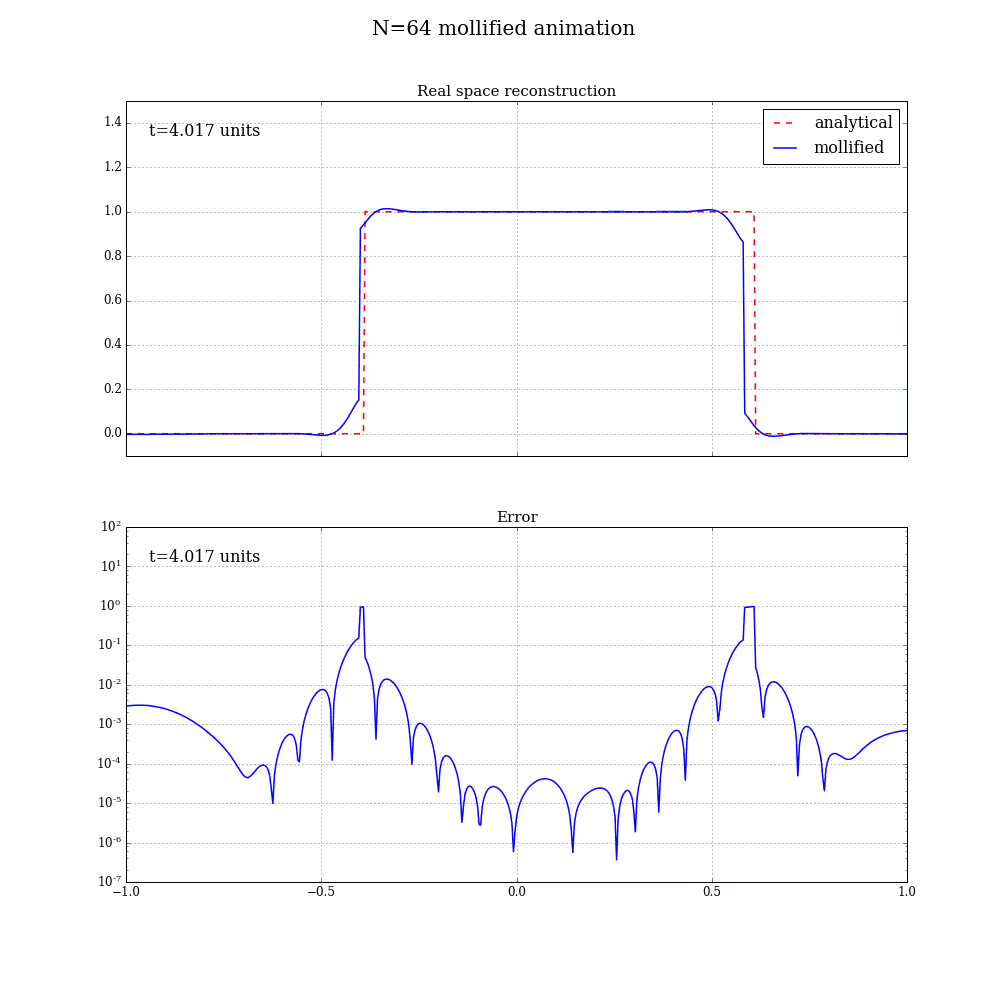 N=64 mollified animation
Real space reconstruction
t=4.017 units
analytical
mollified
1.4
1.2
1.0
0.8
0.6
0.4
0.2
0.0
Error
t=4.017 units
10²
10¹
10⁰
10⁻¹
10⁻²
10⁻³
10⁻⁴
10⁻⁵
10⁻⁶
10⁻⁷
−1.0 −0.5 0.0 0.5 1.0